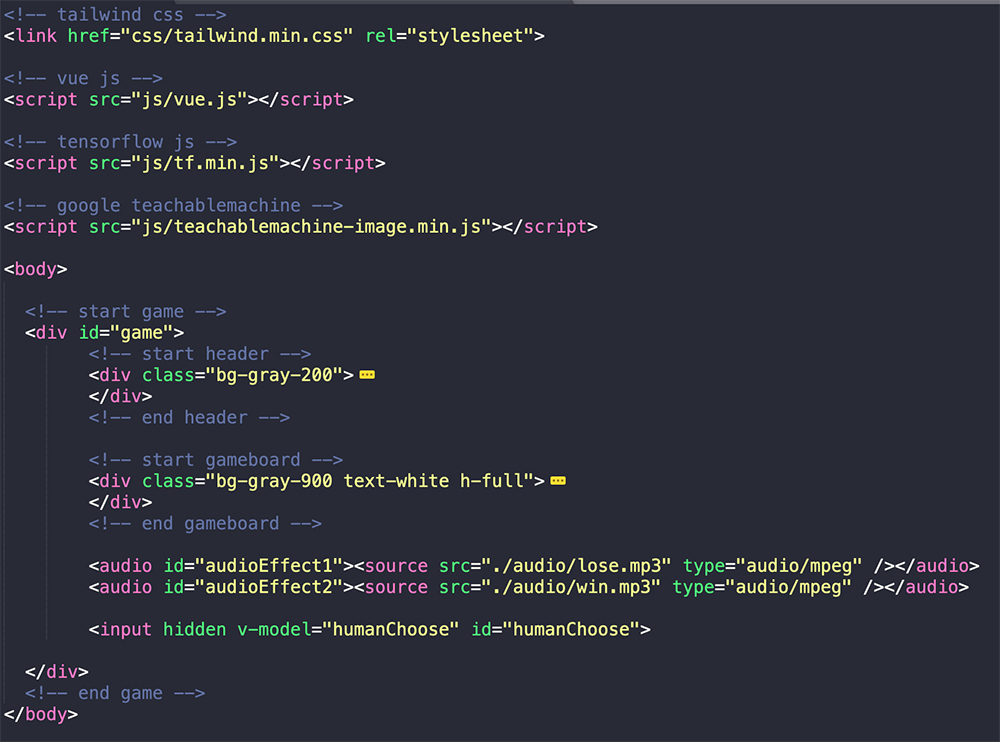 <!-- tailwind css -->
<link href="css/tailwind.min.css" rel="stylesheet">
<!-- vue js -->
<script src="js/vue.js"></script>
<!-- tensorflow js -->
<script src="js/tf.min.js"></script>
<!-- google teachablemachine -->
<script src="js/teachablemachine-image.min.js"></script>
<body>
<!-- start game -->
<div id="game">
<!-- start header -->
<div class="bg-gray-200">
</div>
<!-- end header -->
<!-- start gameboard -->
<div class="bg-gray-900 text-white h-full">
</div>
<!-- end gameboard -->
<audio id="audioEffect1"><source src="./audio/lose.mp3" type="audio/mpeg" /></audio>
<audio id="audioEffect2"><source src="./audio/win.mp3" type="audio/mpeg" /></audio>
<input hidden v-model="humanChoose" id="humanChoose">
</div>
<!-- end game -->
</body>